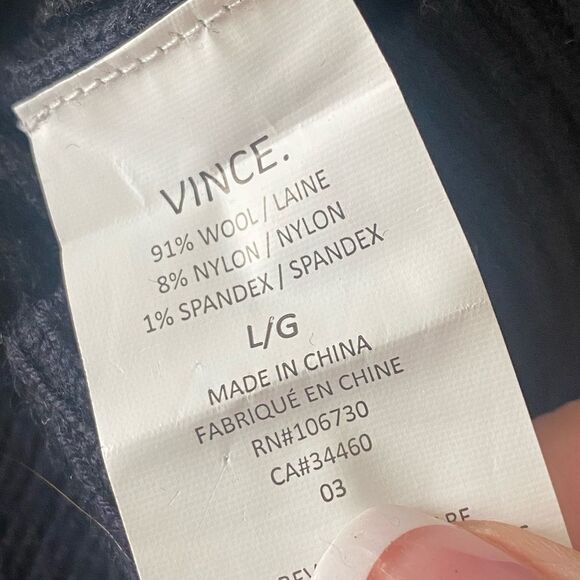 VINCE.
91% WOOL / LAINE
8% NYLON / NYLON
1% SPANDEX / SPANDEX
L/G
MADE IN CHINA
FABRIQUÉ EN CHINE
RN#106730
CA#34460
03